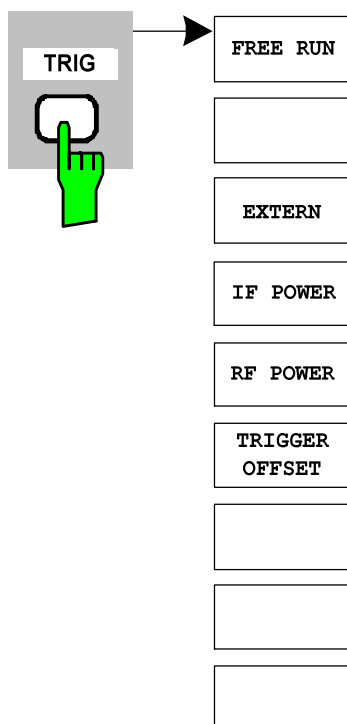 TRIG
FREE RUN
EXTERN
IF POWER
RF POWER
TRIGGER
OFFSET